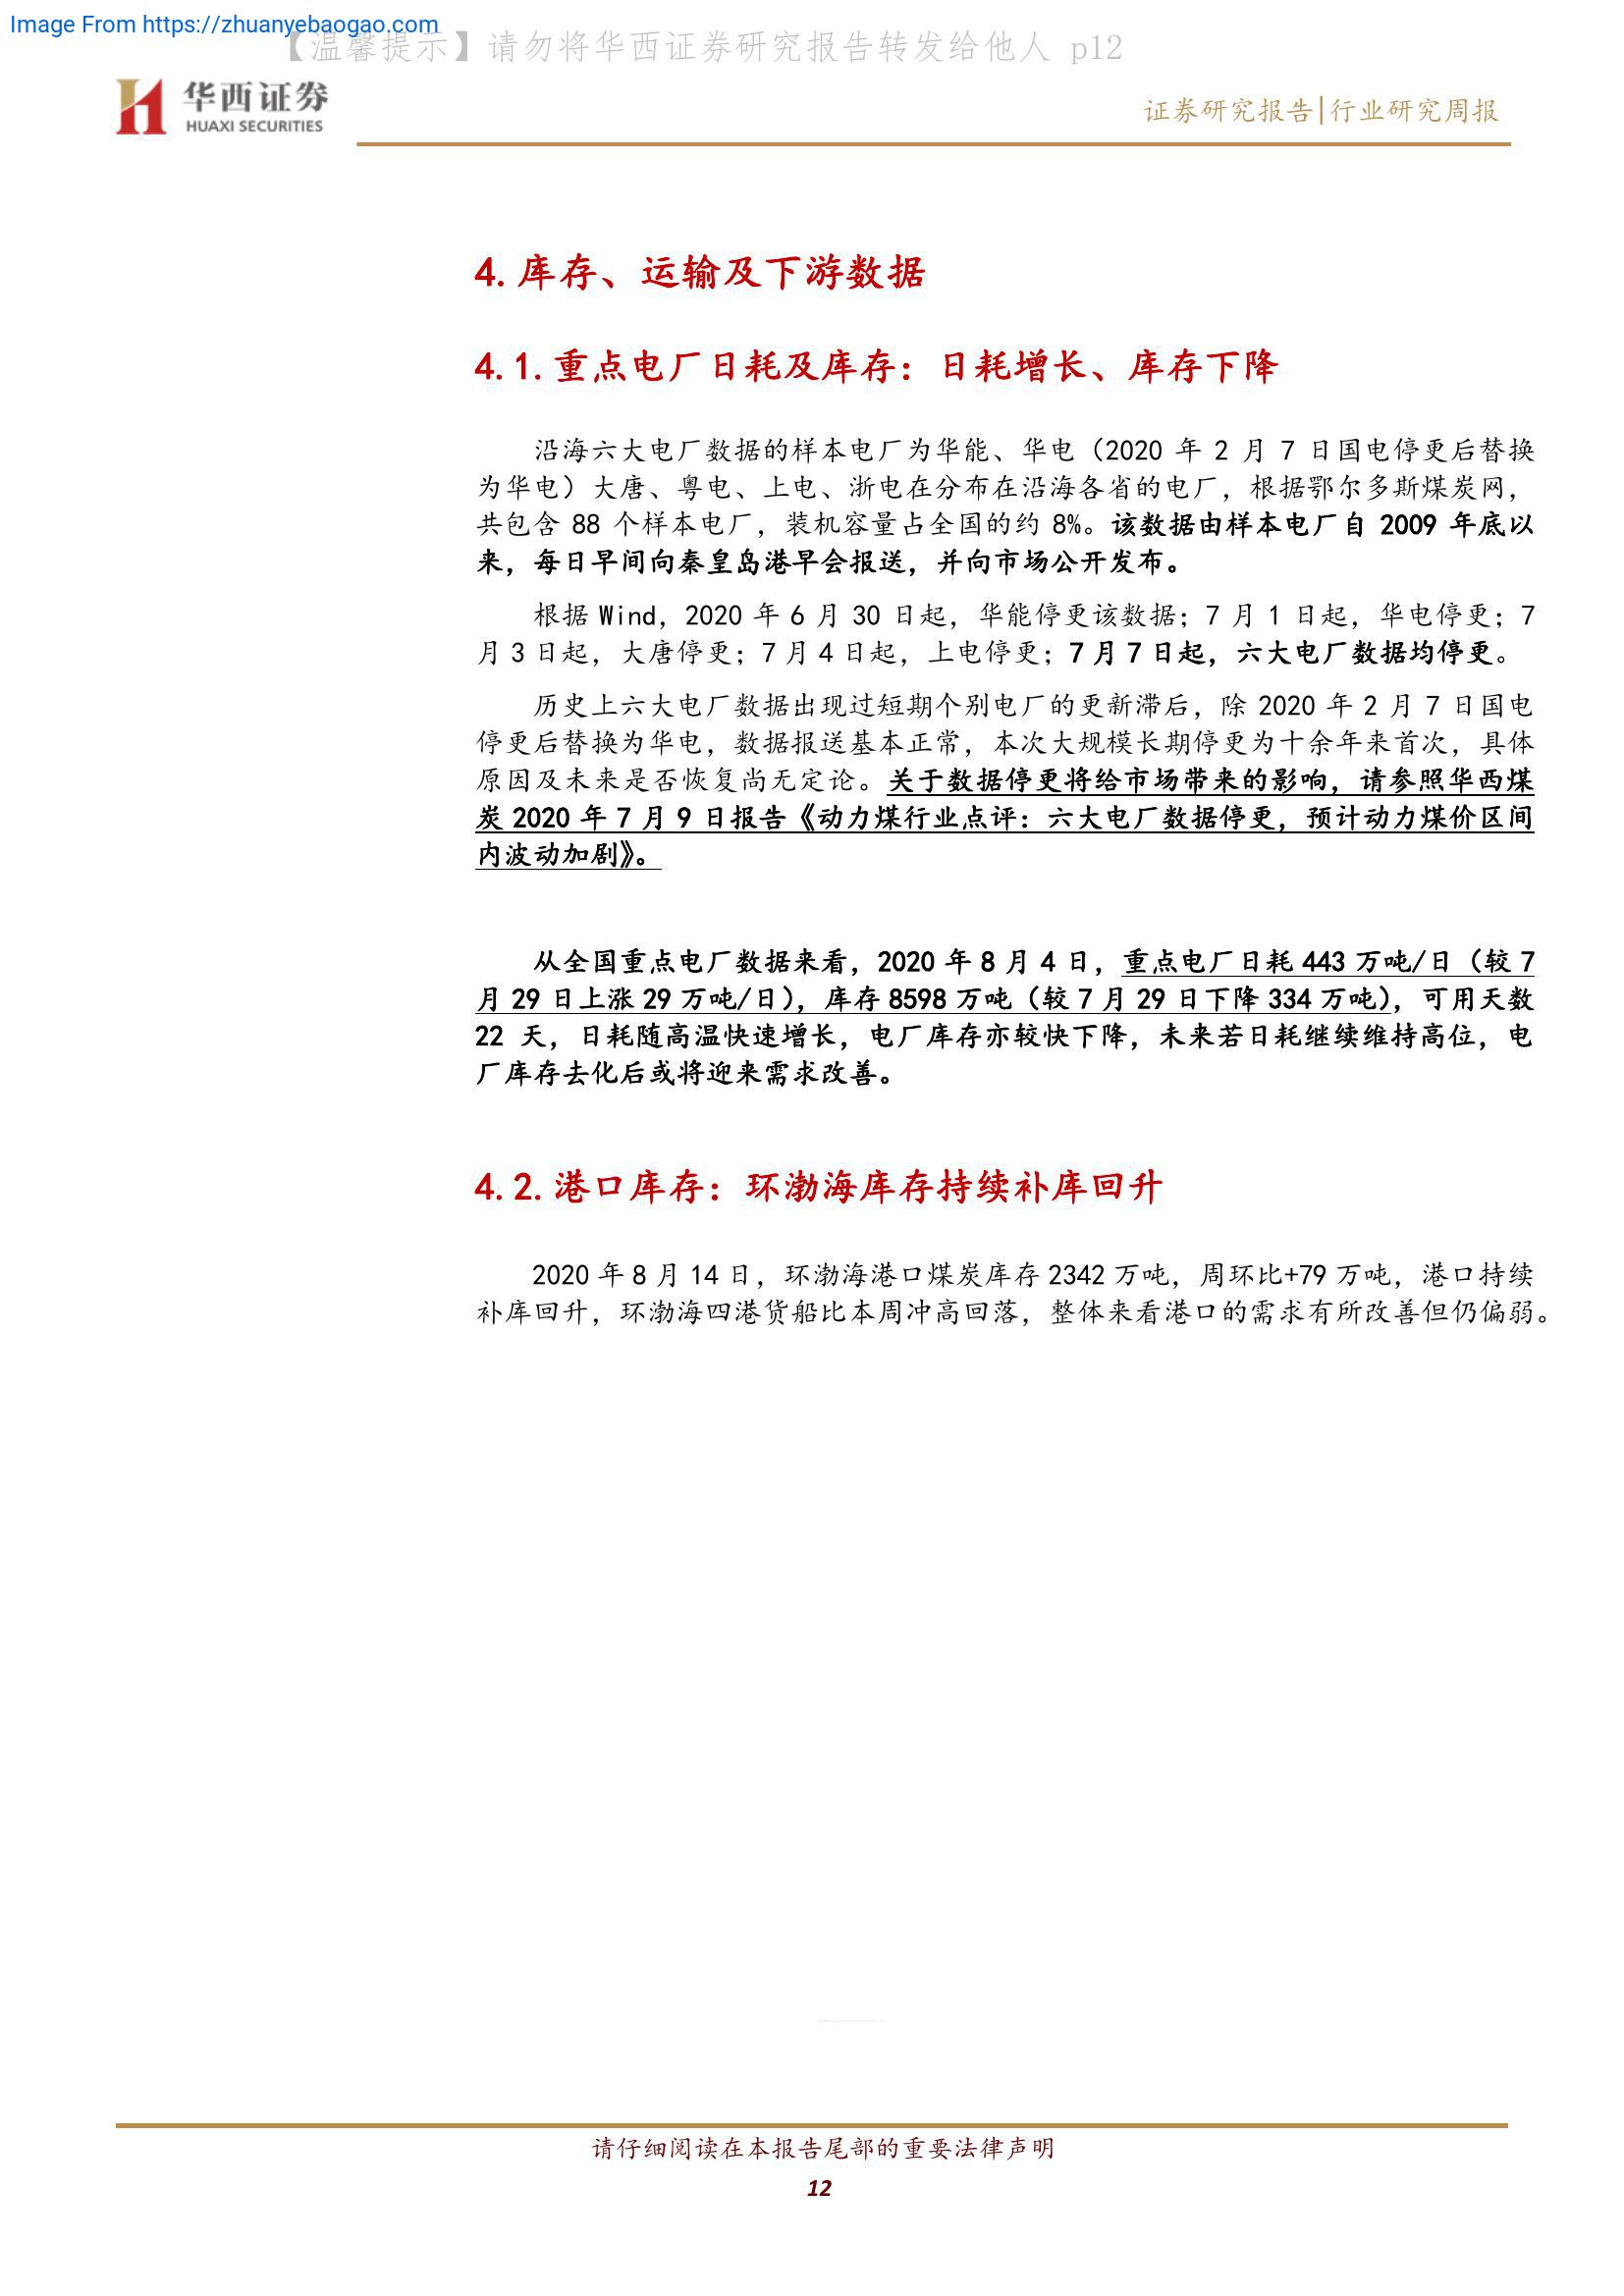 Image From https://zhuanyebaogao.com
【温馨提示】请勿将华西证券研究报告转发给他人 p12
华西证券
HUAXI SECURITIES
证券研究报告|行业研究周报
4.库存、运输及下游数据
4.1.重点电厂日耗及库存：日耗增长、库存下降
沿海六大电厂数据的样本电厂为华能、华电（2020 年 2 月 7 日国电停更后替换
为华电）大唐、粤电、上电、浙电在分布在沿海各省的电厂，根据鄂尔多斯煤炭网，
共包含 88 个样本电厂，装机容量占全国的约 8%。该数据由样本电厂自 2009 年底以
来，每日早间向秦皇岛港早会报送，并向市场公开发布。
根据 Wind，2020 年 6 月 30 日起，华能停更该数据；7 月 1 日起，华电停更；7
月 3 日起，大唐停更；7 月 4 日起，上电停更；7 月 7 日起，六大电厂数据均停更。
历史上六大电厂数据出现过短期个别电厂的更新滞后，除 2020 年 2 月 7 日国电
停更后替换为华电，数据报送基本正常，本次大规模长期停更为十余年来首次，具体
原因及未来是否恢复尚无定论。关于数据停更将给市场带来的影响，请参照华西煤
炭 2020 年 7 月 9 日报告《动力煤行业点评：六大电厂数据停更，预计动力煤价区间
内波动加剧》。
从全国重点电厂数据来看，2020 年 8 月 4 日，重点电厂日耗 443 万吨/日（较 7
月 29 日上涨 29 万吨/日），库存 8598 万吨（较 7 月 29 日下降 334 万吨），可用天数
22 天，日耗随高温快速增长，电厂库存亦较快下降，未来若日耗继续维持高位，电
厂库存去化后或将迎来需求改善。
4.2.港口库存：环渤海库存持续补库回升
2020 年 8 月 14 日，环渤海港口煤炭库存 2342 万吨，周环比+79 万吨，港口持续
补库回升，环渤海四港货船比本周冲高回落，整体来看港口的需求有所改善但仍偏弱。
请仔细阅读在本报告尾部的重要法律声明
12